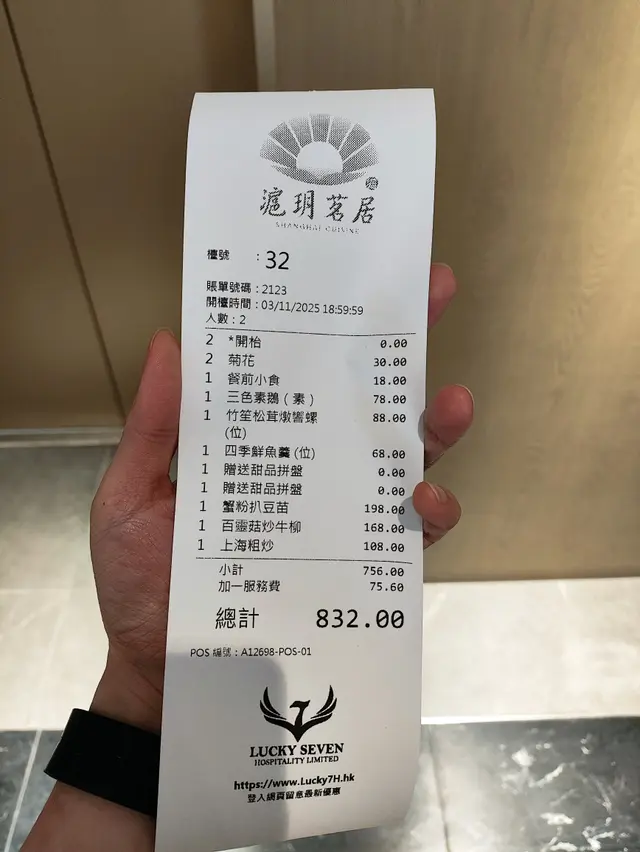 滬玥茗居
SHANGHAI CUISINE
檯號 : 32
賬單號碼 : 2123
開檯時間 : 03/11/2025 18:59:59
人數 : 2
2 *開枱 0.00
2 菊花 30.00
1 餐前小食 18.00
1 三色素鵝 ( 素 ) 78.00
1 竹笙松茸燉響螺 88.00
(位)
1 四季鮮魚羹 (位) 68.00
1 贈送甜品拼盤 0.00
1 贈送甜品拼盤 0.00
1 蟹粉扒豆苗 198.00
1 百靈菇炒牛柳 168.00
1 上海粗炒 108.00
小計 756.00
加一服務費 75.60
總計 832.00
POS 編號 : A12698-POS-01
LUCKY SEVEN
HOSPITALITY LIMITED
https://www.Lucky7H.hk
登入網頁留意最新優惠